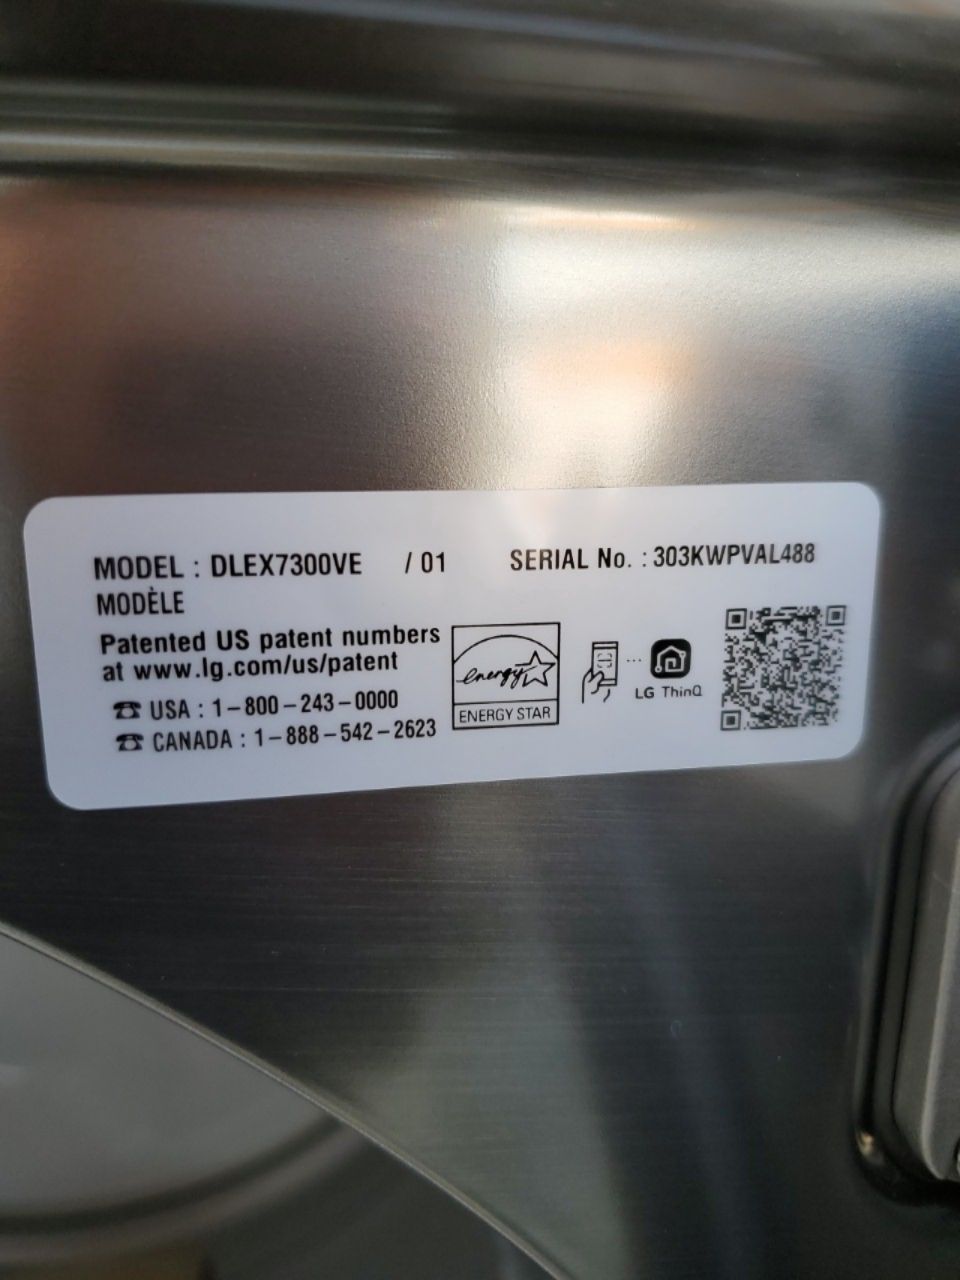 MODEL : DLEX7300VE / 01 SERIAL No. : 303KWPVAL488
MODÈLE
Patented US patent numbers
at www.lg.com/us/patent
☎ USA : 1-800-243-0000
☎ CANADA : 1-888-542-2623
energy
ENERGY STAR
LG ThinQ